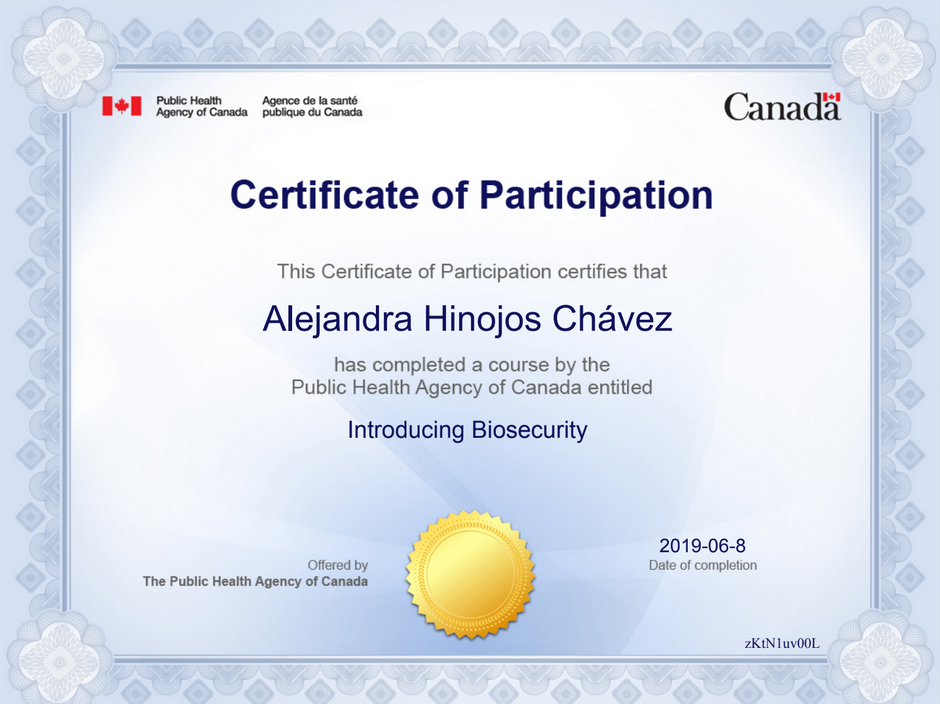 Public Health
Agency of Canada
Agence de la santé
publique du Canada
Canada
Certificate of Participation
This Certificate of Participation certifies that
Alejandra Hinojos Chávez
has completed a course by the
Public Health Agency of Canada entitled
Introducing Biosecurity
Offered by
The Public Health Agency of Canada
2019-06-8
Date of completion
zKtN1uv00L